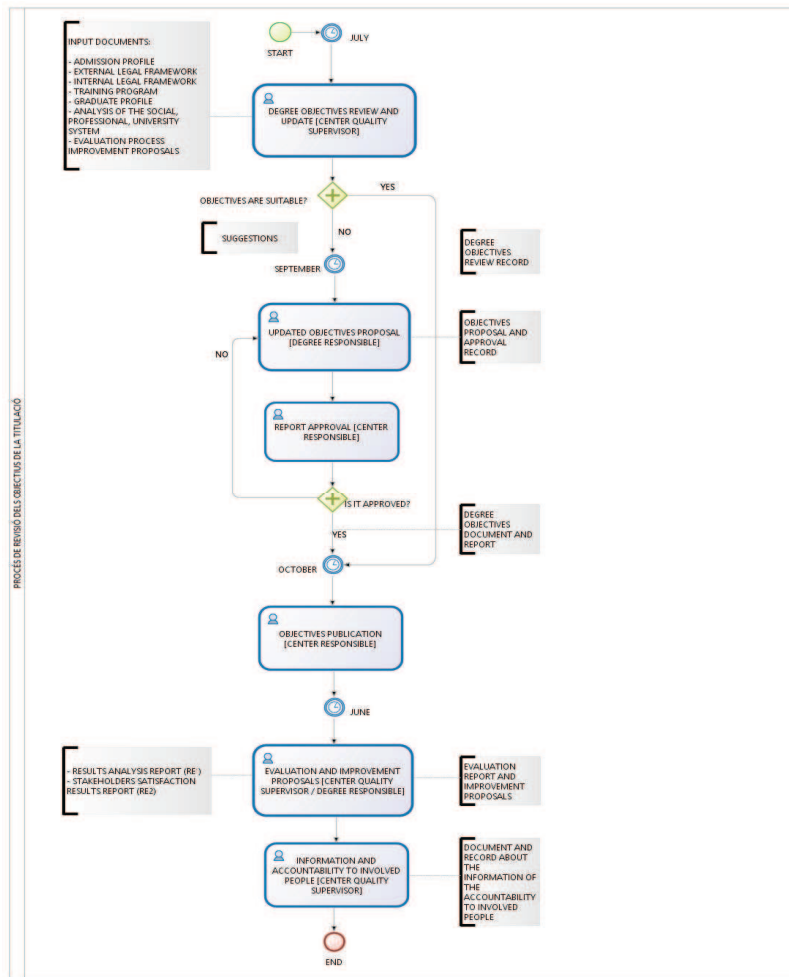 INPUT DOCUMENTS:
- ADMISSION PROFILE
- EXTERNAL LEGAL FRAMEWORK
- INTERNAL LEGAL FRAMEWORK
- TRAINING PROGRAM
- GRADUATE PROFILE
- ANALYSIS OF THE SOCIAL,
PROFESSIONAL, UNIVERSITY
SYSTEM
- EVALUATION PROCESS
IMPROVEMENT PROPOSALS
START
JULY
DEGREE OBJECTIVES REVIEW AND
UPDATE [CENTER QUALITY
SUPERVISOR]
YES
OBJECTIVES ARE SUITABLE?
NO
SUGGESTIONS
DEGREE
OBJECTIVES
REVIEW RECORD
SEPTEMBER
UPDATED OBJECTIVES PROPOSAL
[DEGREE RESPONSIBLE]
OBJECTIVES
PROPOSAL AND
APPROVAL
RECORD
NO
REPORT APPROVAL [CENTER
RESPONSIBLE]
IS IT APPROVED?
YES
DEGREE
OBJECTIVES
DOCUMENT AND
REPORT
OCTOBER
OBJECTIVES PUBLICATION
[CENTER RESPONSIBLE]
JUNE
- RESULTS ANALYSIS REPORT
- STAKEHOLDERS SATISFACTION
RESULTS REPORT (RE2)
EVALUATION AND IMPROVEMENT
PROPOSALS [CENTER QUALITY
SUPERVISOR / DEGREE RESPONSIBLE]
EVALUATION
REPORT AND
IMPROVEMENT
PROPOSALS
INFORMATION AND
ACCOUNTABILITY TO INVOLVED
PEOPLE [CENTER QUALITY
SUPERVISOR]
DOCUMENT AND
RECORD ABOUT
THE
INFORMATION OF
THE
ACCOUNTABILITY
TO INVOLVED
PEOPLE
END
PROCÉS DE REVISIÓ DELS OBJECTIUS DE LA TITULACIÓ